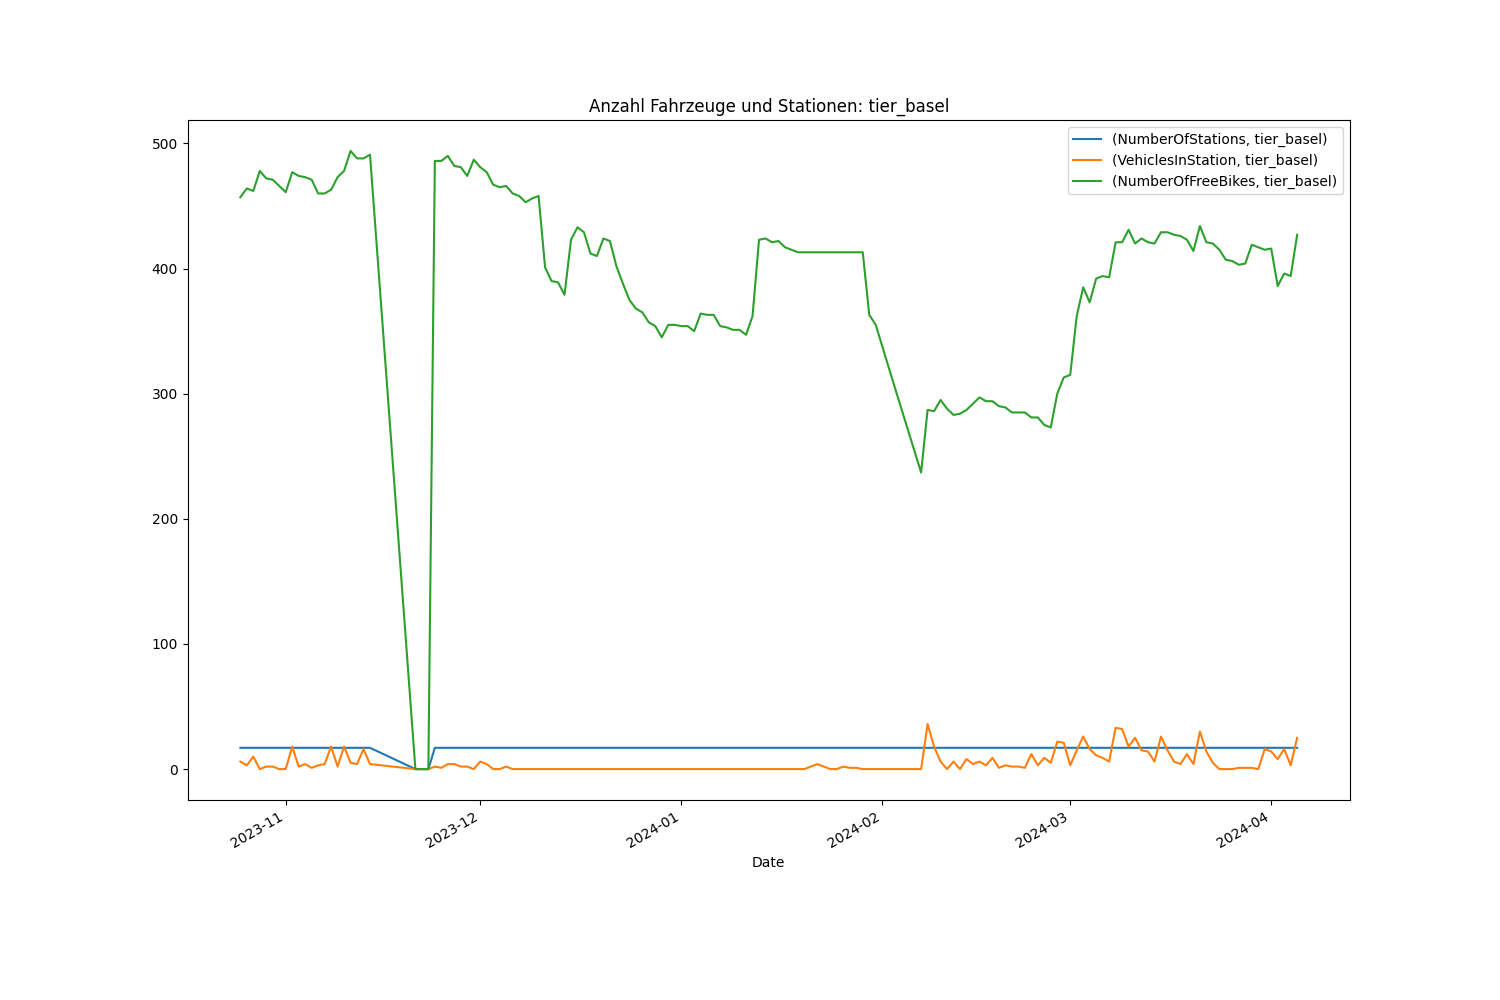 Anzahl Fahrzeuge und Stationen: tier_basel
(NumberOfStations, tier_basel)
(VehiclesInStation, tier_basel)
(NumberOfFreeBikes, tier_basel)
500
400
300
200
100
0
2023-11
2023-12
2024-01
2024-02
2024-03
2024-04
Date